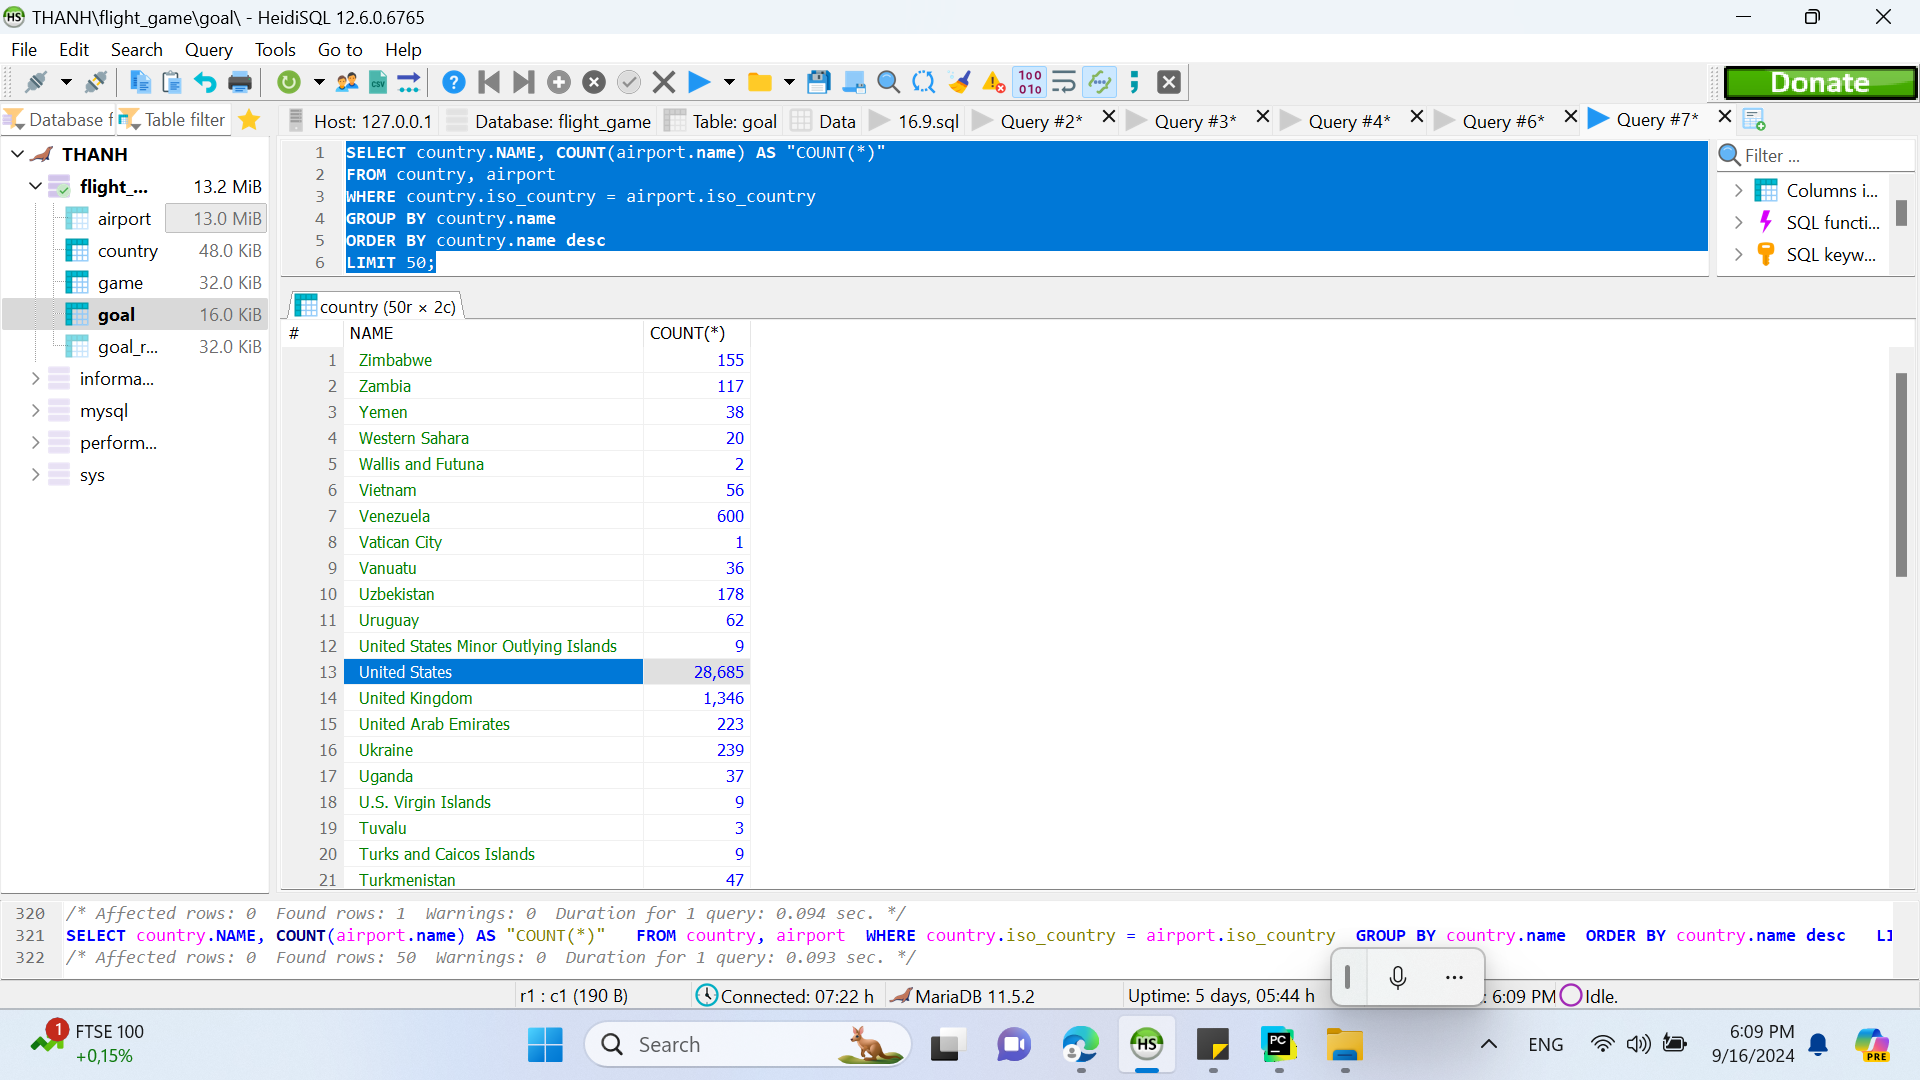 THANH\flight_game\goal\ - HeidiSQL 12.6.0.6765
File Edit Search Query Tools Go to Help
Donate
Database f Table filter Host: 127.0.0.1 Database: flight_game Table: goal Data 16.9.sql Query #2* Query #3* Query #4* Query #6* Query #7*
THANH
flight_... 13.2 MiB
airport 13.0 MiB
country 48.0 KiB
game 32.0 KiB
goal 16.0 KiB
goal_r... 32.0 KiB
informa...
mysql
perform...
sys
1 SELECT country.NAME, COUNT(airport.name) AS "COUNT(*)"
2 FROM country, airport
3 WHERE country.iso_country = airport.iso_country
4 GROUP BY country.name
5 ORDER BY country.name desc
6 LIMIT 50;
Filter ...
Columns i...
SQL functi...
SQL keyw...
country (50r × 2c)
# NAME COUNT(*)
1 Zimbabwe 155
2 Zambia 117
3 Yemen 38
4 Western Sahara 20
5 Wallis and Futuna 2
6 Vietnam 56
7 Venezuela 600
8 Vatican City 1
9 Vanuatu 36
10 Uzbekistan 178
11 Uruguay 62
12 United States Minor Outlying Islands 9
13 United States 28,685
14 United Kingdom 1,346
15 United Arab Emirates 223
16 Ukraine 239
17 Uganda 37
18 U.S. Virgin Islands 9
19 Tuvalu 3
20 Turks and Caicos Islands 9
21 Turkmenistan 47
320 /* Affected rows: 0 Found rows: 1 Warnings: 0 Duration for 1 query: 0.094 sec. */
321 SELECT country.NAME, COUNT(airport.name) AS "COUNT(*)" FROM country, airport WHERE country.iso_country = airport.iso_country GROUP BY country.name ORDER BY country.name desc LI
322 /* Affected rows: 0 Found rows: 50 Warnings: 0 Duration for 1 query: 0.093 sec. */
r1 : c1 (190 B) Connected: 07:22 h MariaDB 11.5.2 Uptime: 5 days, 05:44 h : 6:09 PM Idle.
1 FTSE 100
+0,15%
Search
HS
PC
ENG
6:09 PM
9/16/2024
PRE